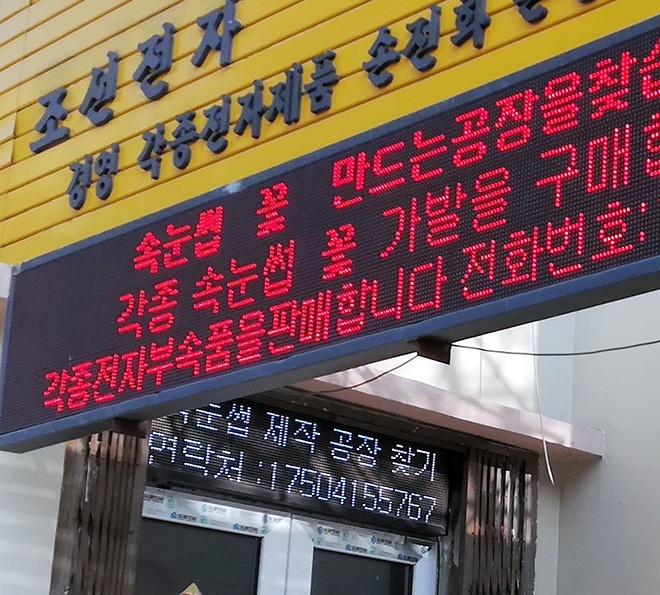 조선전자
경영 각종전자제품 손전화
속눈썹 꽃 만드는공장을찾습
각종 속눈썹 꽃 가발을 구매합
각종전자부속품을판매합니다 전화번호:
속눈썹 제작 공장 찾기
연락처 :17504155767